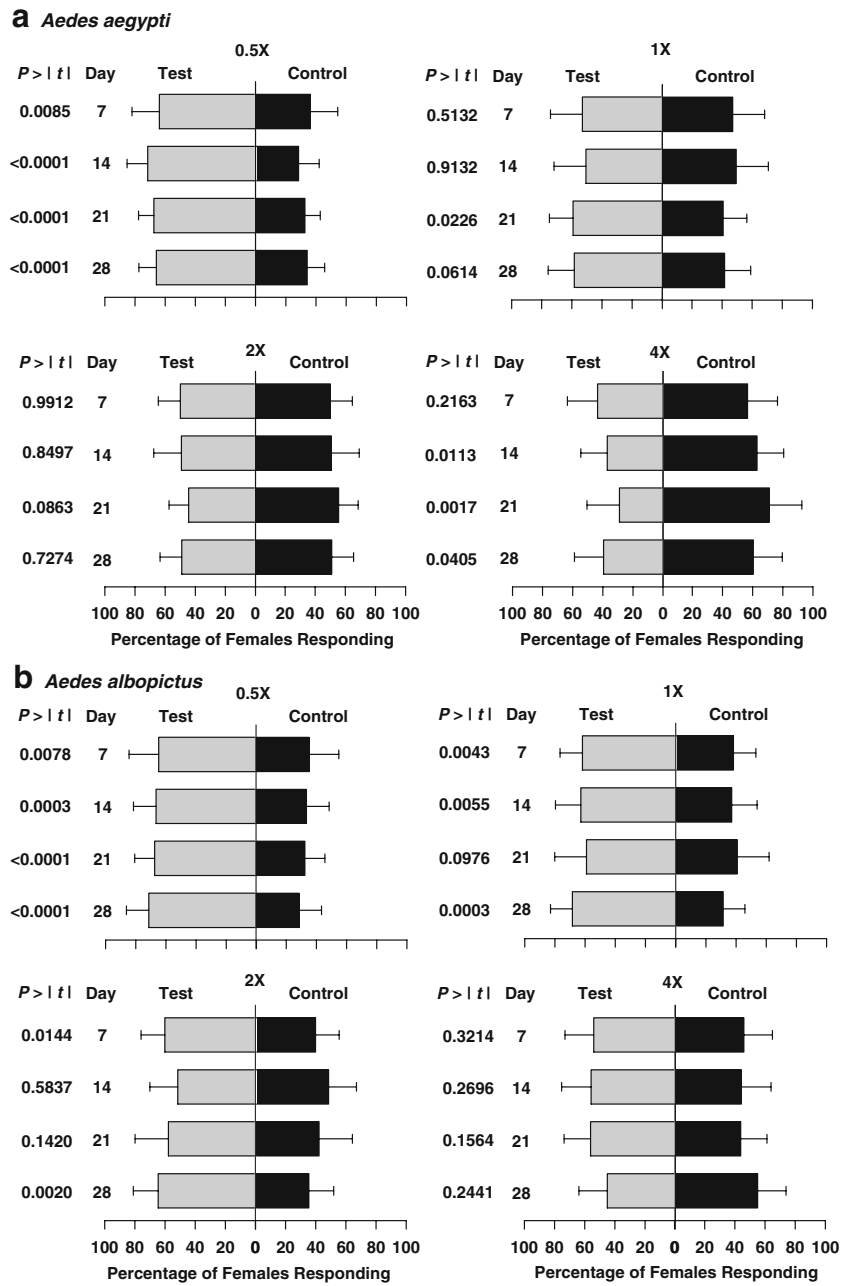 a Aedes aegypti
0.5X
P > | t | Day Test Control
0.0085 7
<0.0001 14
<0.0001 21
<0.0001 28
1X
P > | t | Day Test Control
0.5132 7
0.9132 14
0.0226 21
0.0614 28
2X
P > | t | Day Test Control
0.9912 7
0.8497 14
0.0863 21
0.7274 28
100 80 60 40 20 0 20 40 60 80 100
Percentage of Females Responding
4X
P > | t | Day Test Control
0.2163 7
0.0113 14
0.0017 21
0.0405 28
100 80 60 40 20 0 20 40 60 80 100
Percentage of Females Responding
b Aedes albopictus
0.5X
P > | t | Day Test Control
0.0078 7
0.0003 14
<0.0001 21
<0.0001 28
1X
P > | t | Day Test Control
0.0043 7
0.0055 14
0.0976 21
0.0003 28
2X
P > | t | Day Test Control
0.0144 7
0.5837 14
0.1420 21
0.0020 28
100 80 60 40 20 0 20 40 60 80 100
Percentage of Females Responding
4X
P > | t | Day Test Control
0.3214 7
0.2696 14
0.1564 21
0.2441 28
100 80 60 40 20 0 20 40 60 80 100
Percentage of Females Responding